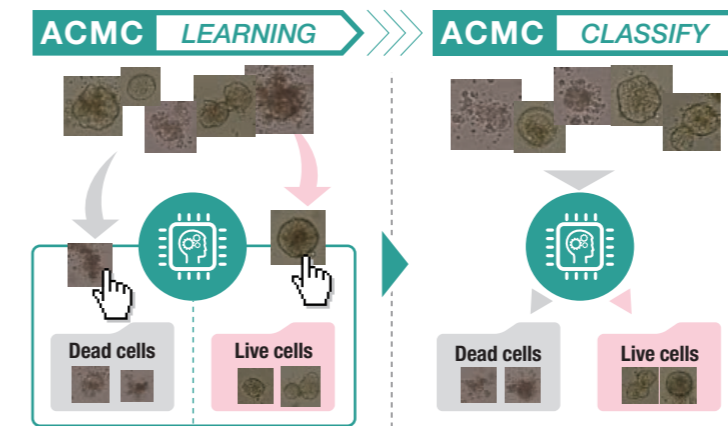 ACMC LEARNING
ACMC CLASSIFY
Dead cells
Live cells
Dead cells
Live cells